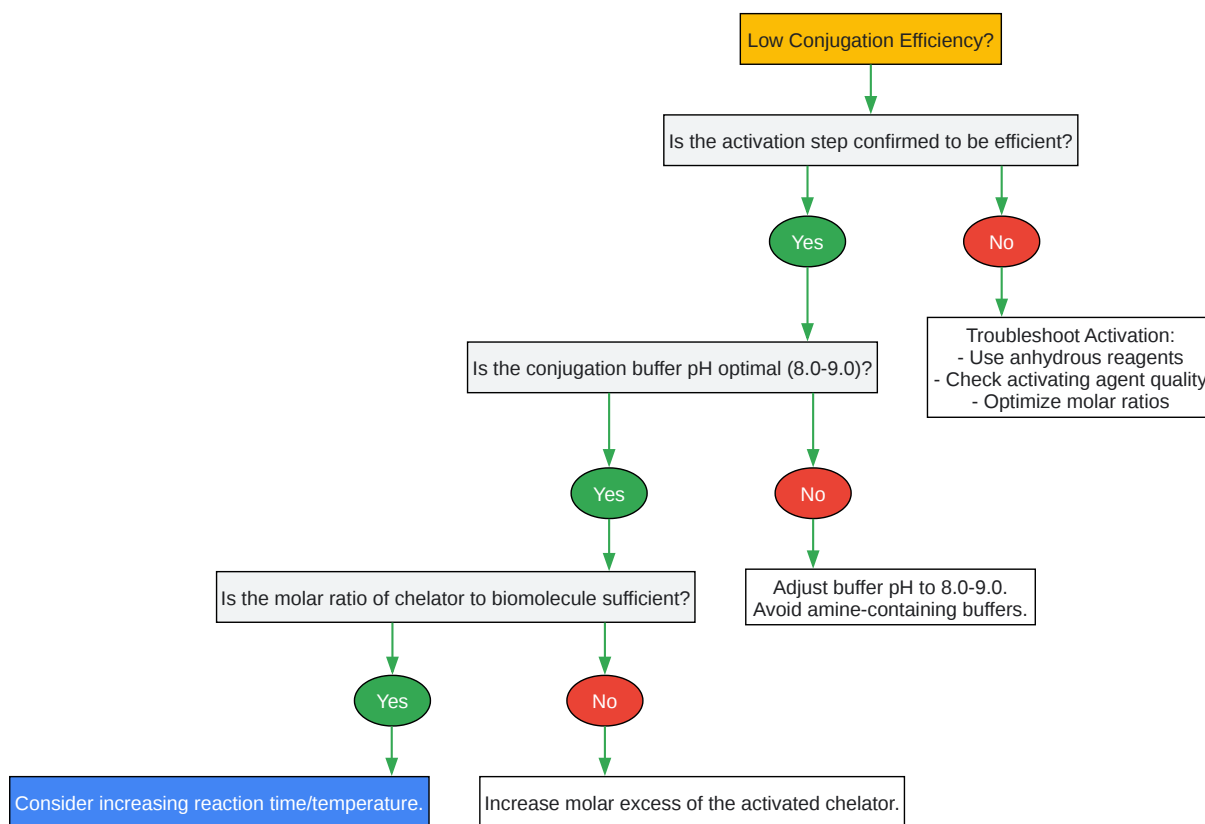 Low Conjugation Efficiency?
Is the activation step confirmed to be efficient?
Yes
No
Troubleshoot Activation:
- Use anhydrous reagents
- Check activating agent quality
- Optimize molar ratios
Is the conjugation buffer pH optimal (8.0-9.0)?
Yes
No
Adjust buffer pH to 8.0-9.0.
Avoid amine-containing buffers.
Is the molar ratio of chelator to biomolecule sufficient?
Yes
No
Consider increasing reaction time/temperature.
Increase molar excess of the activated chelator.